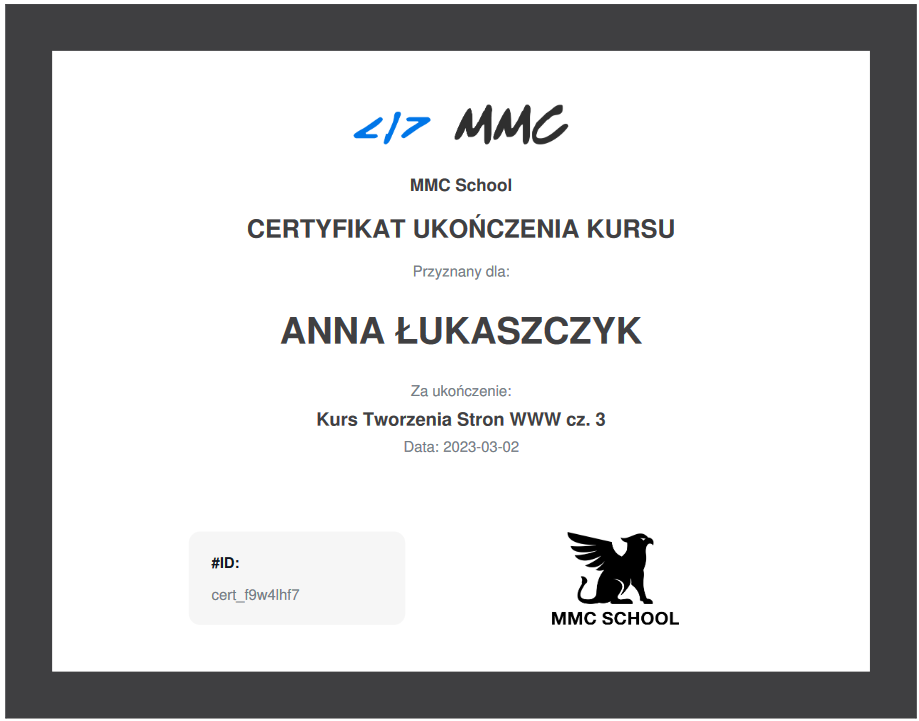 </> MMC
MMC School
CERTYFIKAT UKOŃCZENIA KURSU
Przyznany dla:
ANNA ŁUKASZCZYK
Za ukończenie:
Kurs Tworzenia Stron WWW cz. 3
Data: 2023-03-02
#ID:
cert_f9w4lhf7
MMC SCHOOL